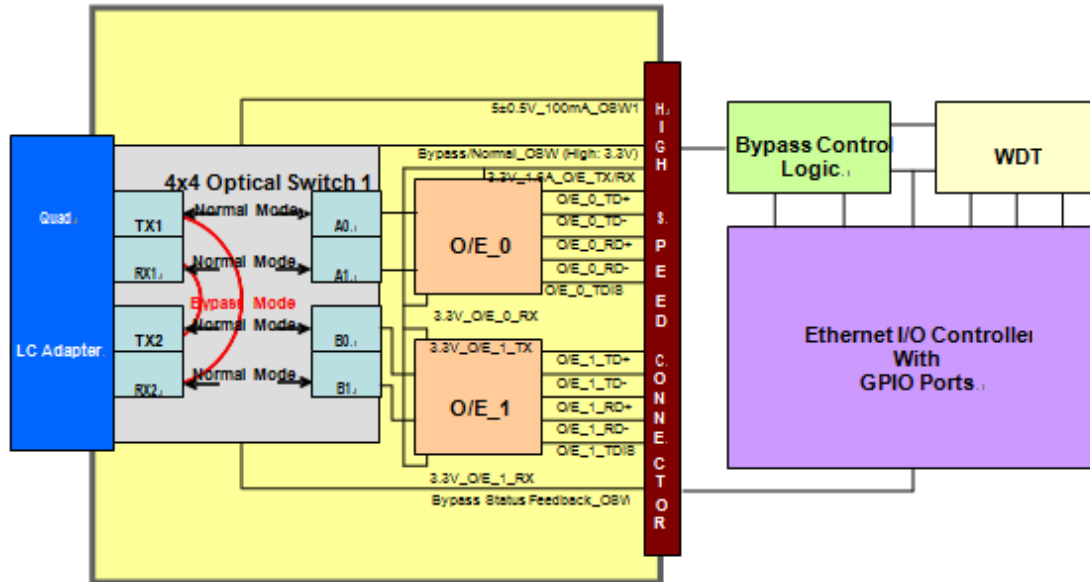 5±0.5V_100mA_OBW1
Bypass/Normal_OBW (High: 3.3V)
4x4 Optical Switch 1
3.3V_1.6A_O/E_TX/RX
Quad
TX1
Normal Mode
A0
O/E_0
O/E_0_TD+
O/E_0_TD-
RX1
Normal Mode
A1
O/E_0_RD+
O/E_0_RD-
O/E_0_TDIS
Bypass Mode
3.3V_O/E_0_RX
LC Adapter
TX2
Normal Mode
B0
3.3V_O/E_1_TX
O/E_1
O/E_1_TD+
O/E_1_TD-
RX2
Normal Mode
B1
O/E_1_RD+
O/E_1_RD-
O/E_1_TDIS
3.3V_O/E_1_RX
Bypass Status Feedback_OBW
HIGH SPEED CONNECTOR
Bypass Control
Logic
WDT
Ethernet I/O Controller
With
GPIO Ports